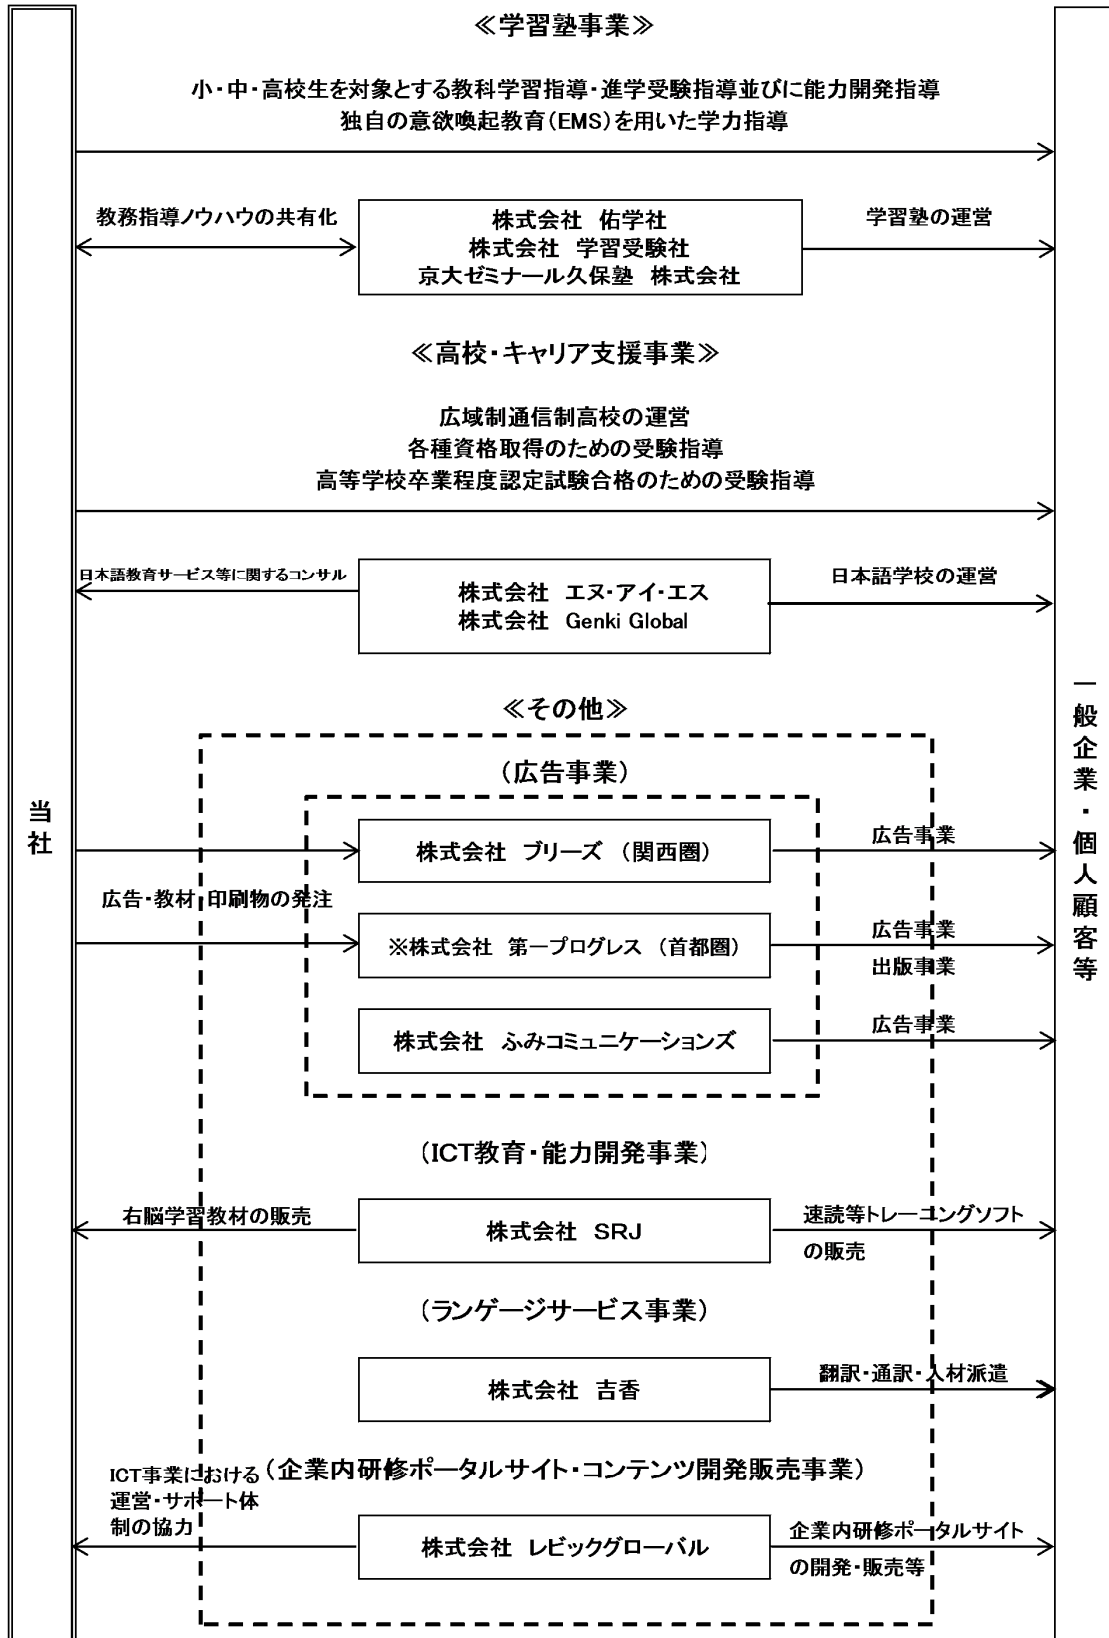 ≪学習塾事業≫
小・中・高校生を対象とする教科学習指導・進学受験指導並びに能力開発指導
独自の意欲喚起教育(EMS)を用いた学力指導
教務指導ノウハウの共有化
株式会社 佑学社
株式会社 学習受験社
京大ゼミナール久保塾 株式会社
学習塾の運営
≪高校・キャリア支援事業≫
広域制通信制高校の運営
各種資格取得のための受験指導
高等学校卒業程度認定試験合格のための受験指導
日本語教育サービス等に関するコンサル
株式会社 エヌ・アイ・エス
株式会社 Genki Global
日本語学校の運営
≪その他≫
(広告事業)
当社
一般企業・個人顧客等
株式会社 ブリーズ (関西圏)
広告事業
広告・教材・印刷物の発注
※株式会社 第一プログレス (首都圏)
広告事業
出版事業
株式会社 ふみコミュニケーションズ
広告事業
(ICT教育・能力開発事業)
右脳学習教材の販売
株式会社 SRJ
速読等トレーニングソフト
の販売
(ランゲージサービス事業)
株式会社 吉香
翻訳・通訳・人材派遣
(企業内研修ポータルサイト・コンテンツ開発販売事業)
ICT事業における
運営・サポート体
制の協力
株式会社 レビックグローバル
企業内研修ポータルサイト
の開発・販売等